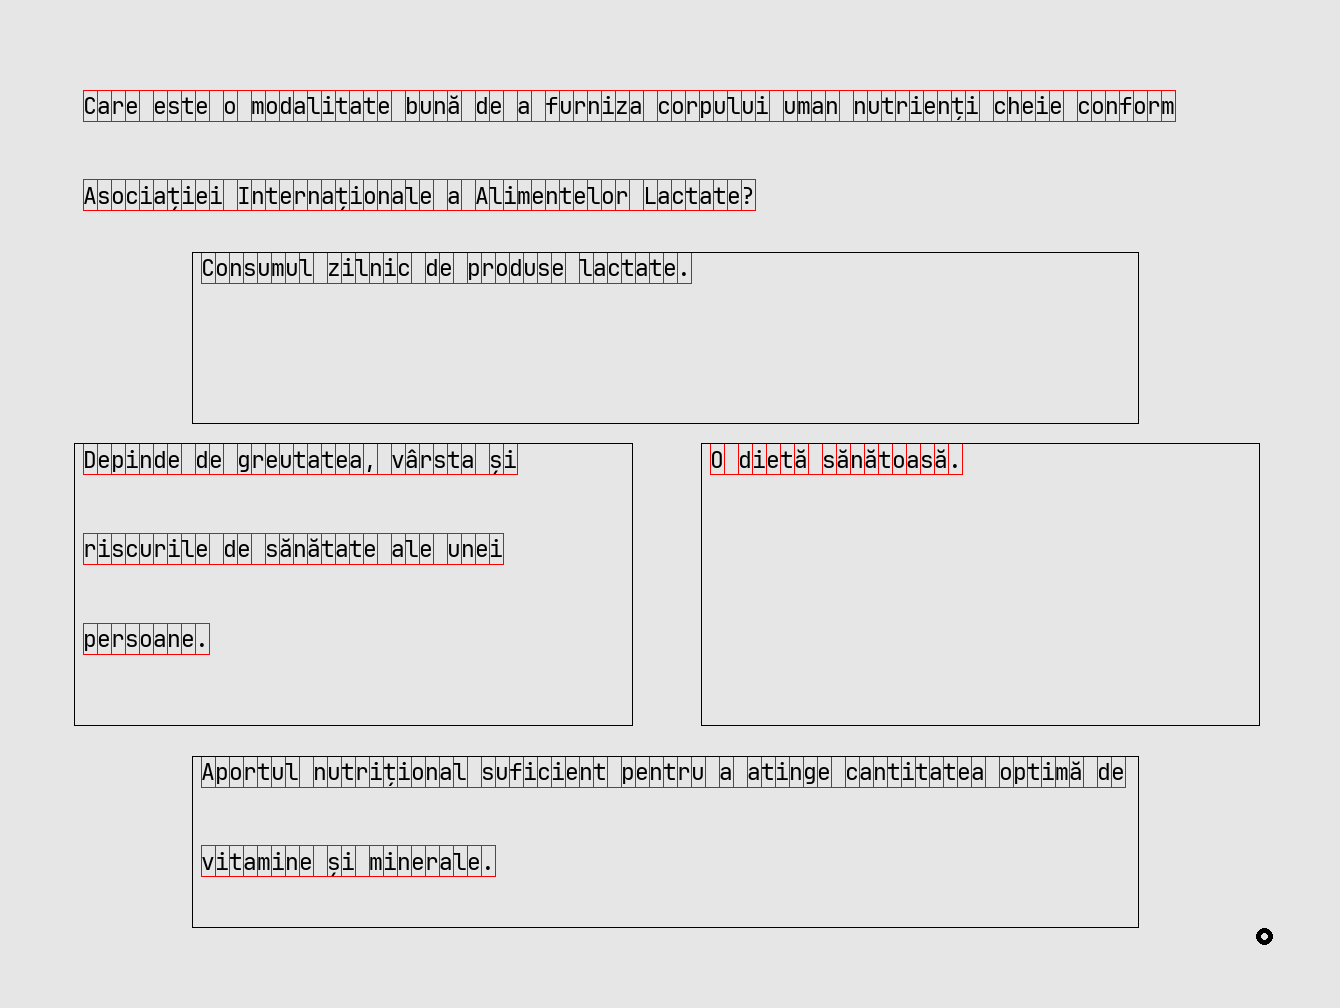 Care este o modalitate bună de a furniza corpului uman nutrienți cheie conform
Asociației Internaționale a Alimentelor Lactate?
Consumul zilnic de produse lactate.
Depinde de greutatea, vârsta și
riscurile de sănătate ale unei
persoane.
O dietă sănătoasă.
Aportul nutrițional suficient pentru a atinge cantitatea optimă de
vitamine și minerale.